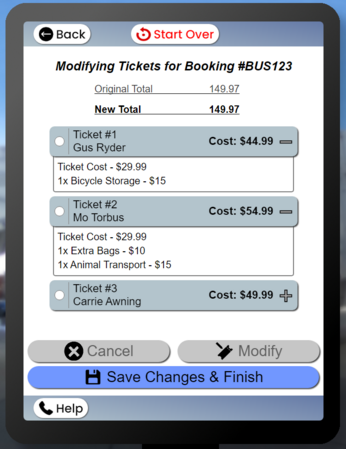 Back
Start Over
Modifying Tickets for Booking #BUS123
Original Total 149.97
New Total 149.97
Ticket #1
Gus Ryder
Cost: $44.99
Ticket Cost - $29.99
1x Bicycle Storage - $15
Ticket #2
Mo Torbus
Cost: $54.99
Ticket Cost - $29.99
1x Extra Bags - $10
1x Animal Transport - $15
Ticket #3
Carrie Awning
Cost: $49.99
Cancel
Modify
Save Changes & Finish
Help